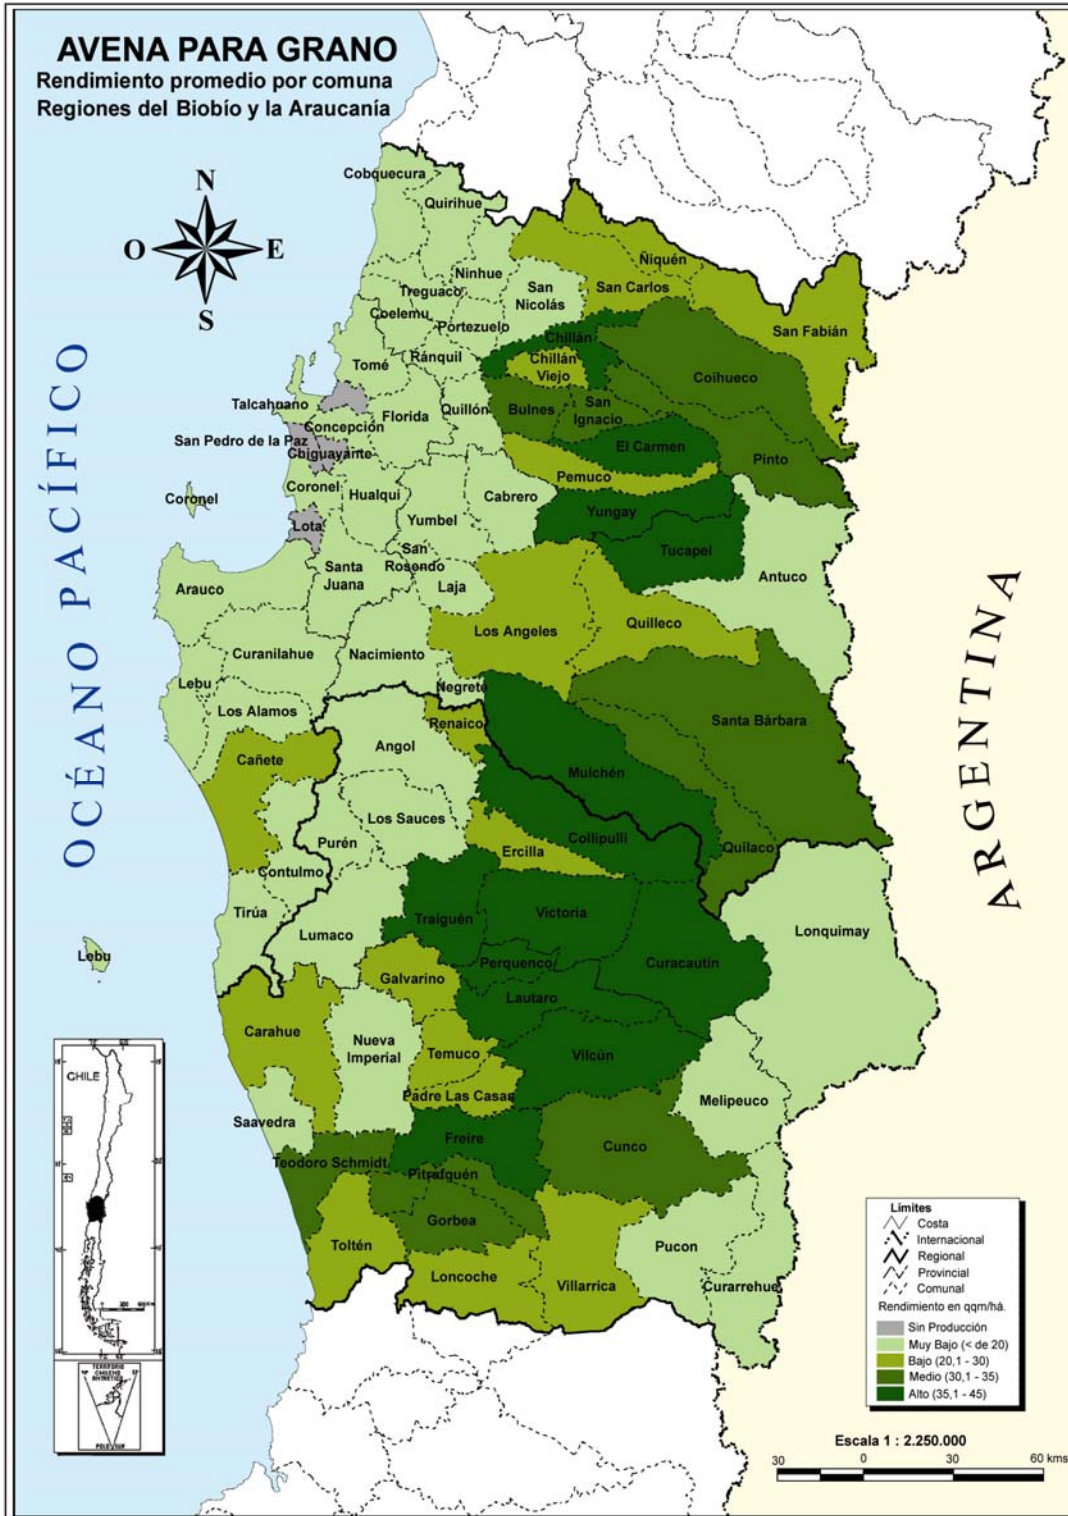 AVENA PARA GRANO
Rendimiento promedio por comuna
Regiones del Biobío y la Araucanía
N
O
E
S
OCÉANO PACÍFICO
ARGENTINA
Cobquecura
Quirihue
Ninhue
Ñiquén
San Carlos
San
Nicolás
Treguaco
San Fabián
Coelemu
Portezuelo
Chillán
Ránquil
Chillán
Viejo
Tomé
Coihueco
Talcahuano
Florida
Quillón
Bulnes
San
Ignacio
Concepción
San Pedro de la Paz
Chiguayante
El Carmen
Pinto
Pemuco
Coronel
Coronel
Hualqui
Cabrero
Yungay
Lota
Yumbel
Tucapel
San
Rosendo
Santa
Juana
Antuco
Arauco
Laja
Los Angeles
Quilleco
Curanilahue
Nacimiento
Lebu
Negrete
Los Alamos
Renaico
Santa Bárbara
Angol
Cañete
Mulchén
Los Sauces
Collipulli
Purén
Ercilla
Quilaco
Contulmo
Tirúa
Traiguén
Victoria
Lumaco
Lonquimay
Lebu
Perquenco
Curacautín
Galvarino
Lautaro
Carahue
Nueva
Imperial
Temuco
Vilcún
Padre Las Casas
Melipeuco
Saavedra
Freire
Cunco
Teodoro Schmidt
Pitrufquén
Gorbea
Toltén
Pucon
Loncoche
Villarrica
Curarrehue
CHILE
TERRITORIO
CHILENO
ANTARTICO
POLO SUR
Límites
Costa
Internacional
Regional
Provincial
Comunal
Rendimiento en qqm/há.
Sin Producción
Muy Bajo (< de 20)
Bajo (20,1 - 30)
Medio (30,1 - 35)
Alto (35,1 - 45)
Escala 1 : 2.250.000
30 0 30 60 kms